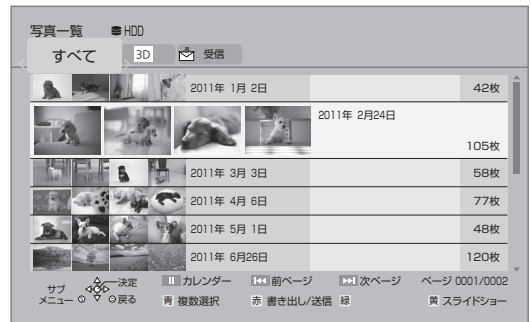 写真一覧 HDD
すべて 3D 受信
2011年 1月 2日 42枚
2011年 2月24日
105枚
2011年 3月 3日 58枚
2011年 4月 6日 77枚
2011年 5月 1日 48枚
2011年 6月26日 120枚
サブメニュー 決定 戻る
カレンダー 前ページ 次ページ ページ 0001/0002
青 複数選択 赤 書き出し/送信 緑 黄 スライドショー